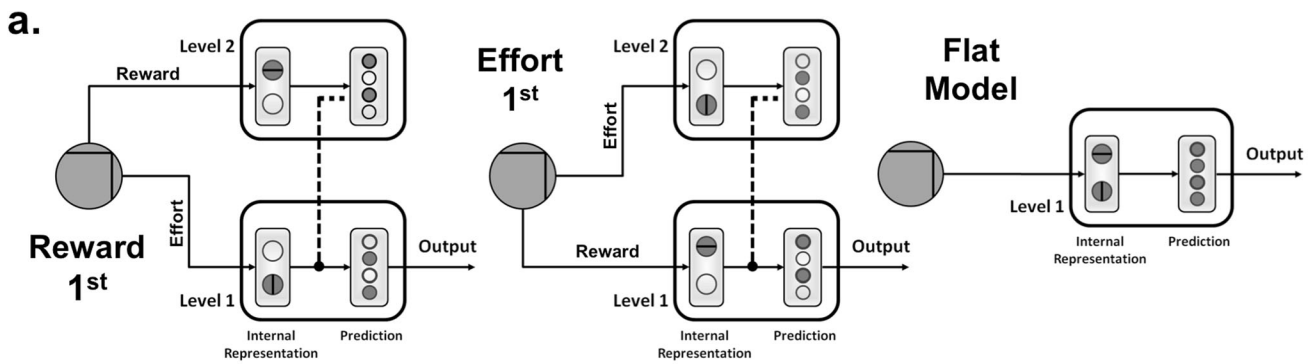 a.
Level 2
Reward
Effort
Reward
1st
Level 1
Output
Internal
Representation
Prediction
Effort
1st
Level 2
Effort
Reward
Level 1
Output
Internal
Representation
Prediction
Flat
Model
Level 1
Output
Internal
Representation
Prediction